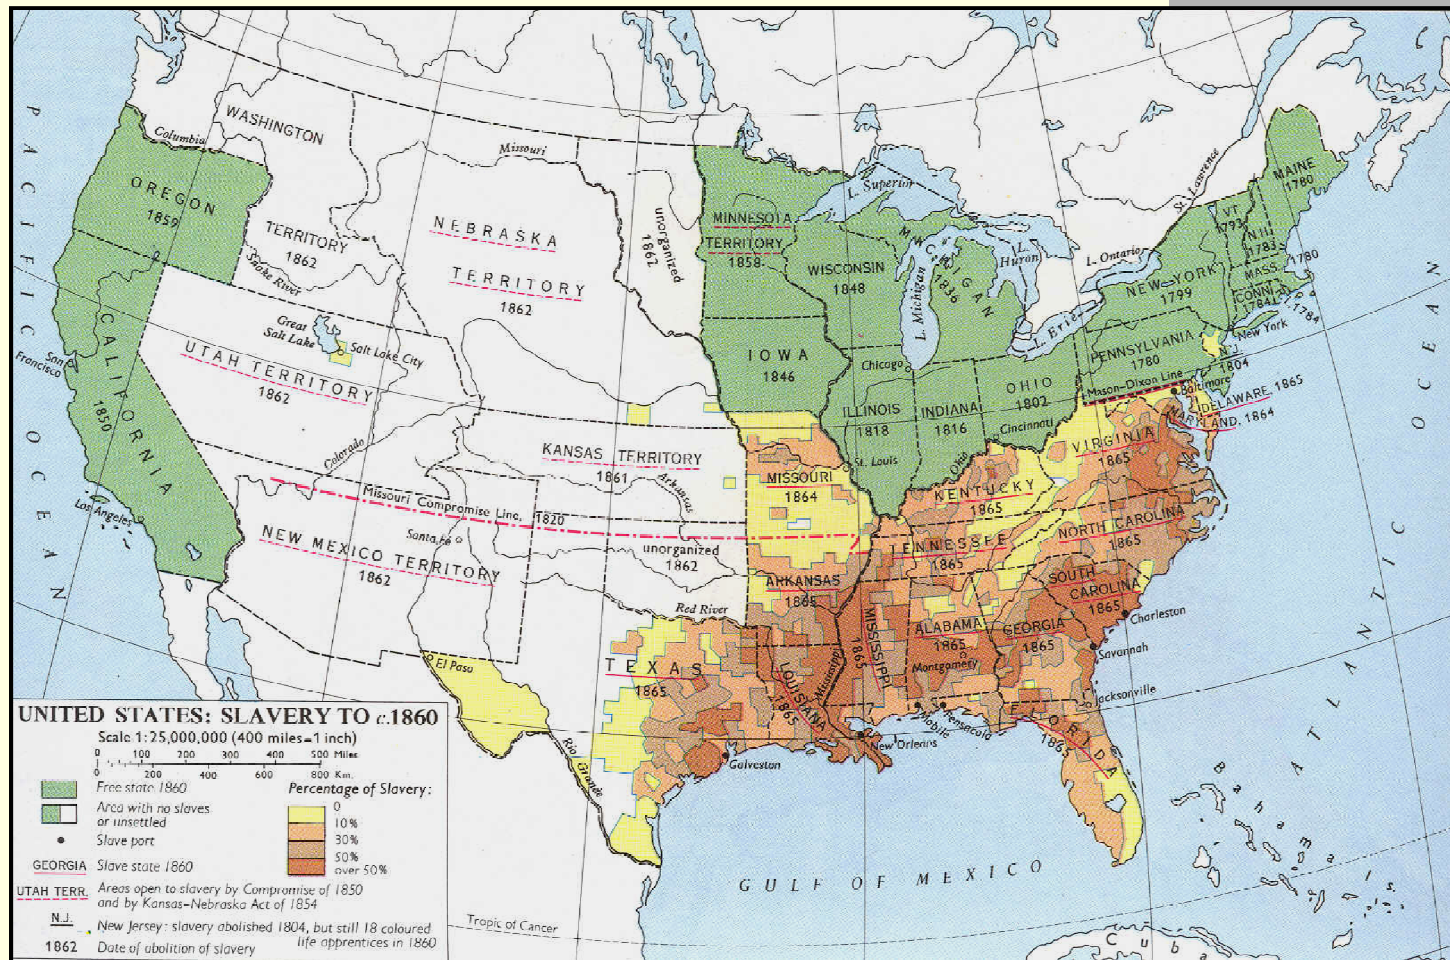 WASHINGTON
TERRITORY
1862
Columbia
OREGON
1859
Snake River
Missouri
NEBRASKA
TERRITORY
1862
unorganized
1862
MINNESOTA
TERRITORY
1858
L. Superior
WISCONSIN
1848
MICHIGAN
1836
L. Michigan
L. Huron
L. Ontario
L. Erie
St. Lawrence
MAINE
1780
VT.
1793
N.H.
1783
MASS. 1780
CONN.
1784
1784
NEW YORK
1799
New York
PENNSYLVANIA
1780
N.J.
1804
Mason-Dixon Line
Baltimore
DELAWARE, 1865
MARYLAND, 1864
PACIFIC OCEAN
CALIFORNIA
1850
San Francisco
Los Angeles
Great
Salt Lake
Salt Lake City
UTAH TERRITORY
1862
Colorado
IOWA
1846
Chicago
ILLINOIS
1818
INDIANA
1816
OHIO
1802
Cincinnati
Ohio
St. Louis
VIRGINIA
1865
KANSAS TERRITORY
1861
Arkansas
MISSOURI
1864
KENTUCKY
1865
Missouri Compromise Line, 1820
Santa Fe
NEW MEXICO TERRITORY
1862
unorganized
1862
TENNESSEE
1865
NORTH CAROLINA
1865
ARKANSAS
1865
SOUTH
CAROLINA
1865
Charleston
Red River
MISSISSIPPI
1865
Mississippi
ALABAMA
1865
Montgomery
GEORGIA
1865
Savannah
El Paso
TEXAS
1865
LOUISIANA
1865
Jacksonville
Mobile
Pensacola
FLORIDA
1865
New Orleans
Galveston
Rio Grande
ATLANTIC OCEAN
GULF OF MEXICO
Bahama Is.
Cuba
Tropic of Cancer
UNITED STATES: SLAVERY TO c.1860
Scale 1:25,000,000 (400 miles=1 inch)
0 100 200 300 400 500 Miles
0 200 400 600 800 Km.
Free state 1860
Area with no slaves
or unsettled
Slave port
GEORGIA Slave state 1860
UTAH TERR. Areas open to slavery by Compromise of 1850
and by Kansas-Nebraska Act of 1854
N.J. New Jersey: slavery abolished 1804, but still 18 coloured
life apprentices in 1860
1862 Date of abolition of slavery
Percentage of Slavery:
0
10%
30%
50%
over 50%